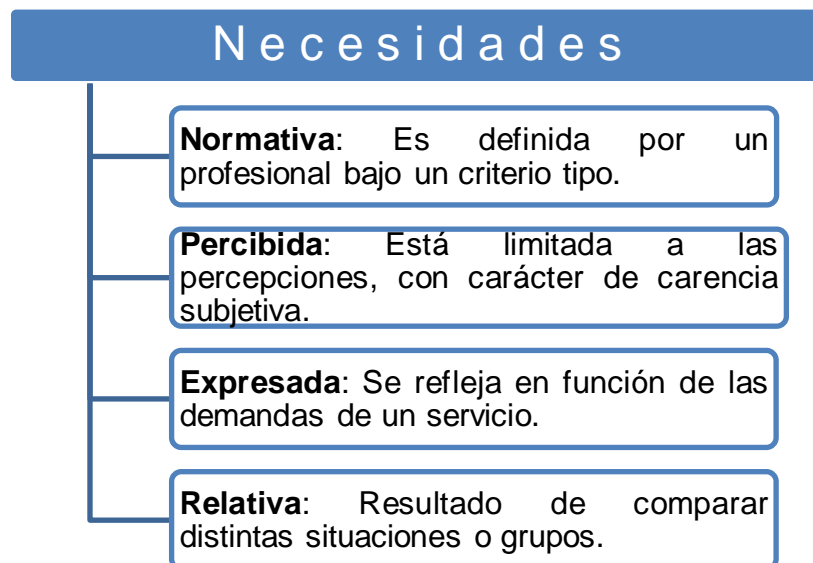 Necesidades
Normativa: Es definida por un
profesional bajo un criterio tipo.
Percibida: Está limitada a las
percepciones, con carácter de carencia
subjetiva.
Expresada: Se refleja en función de las
demandas de un servicio.
Relativa: Resultado de comparar
distintas situaciones o grupos.